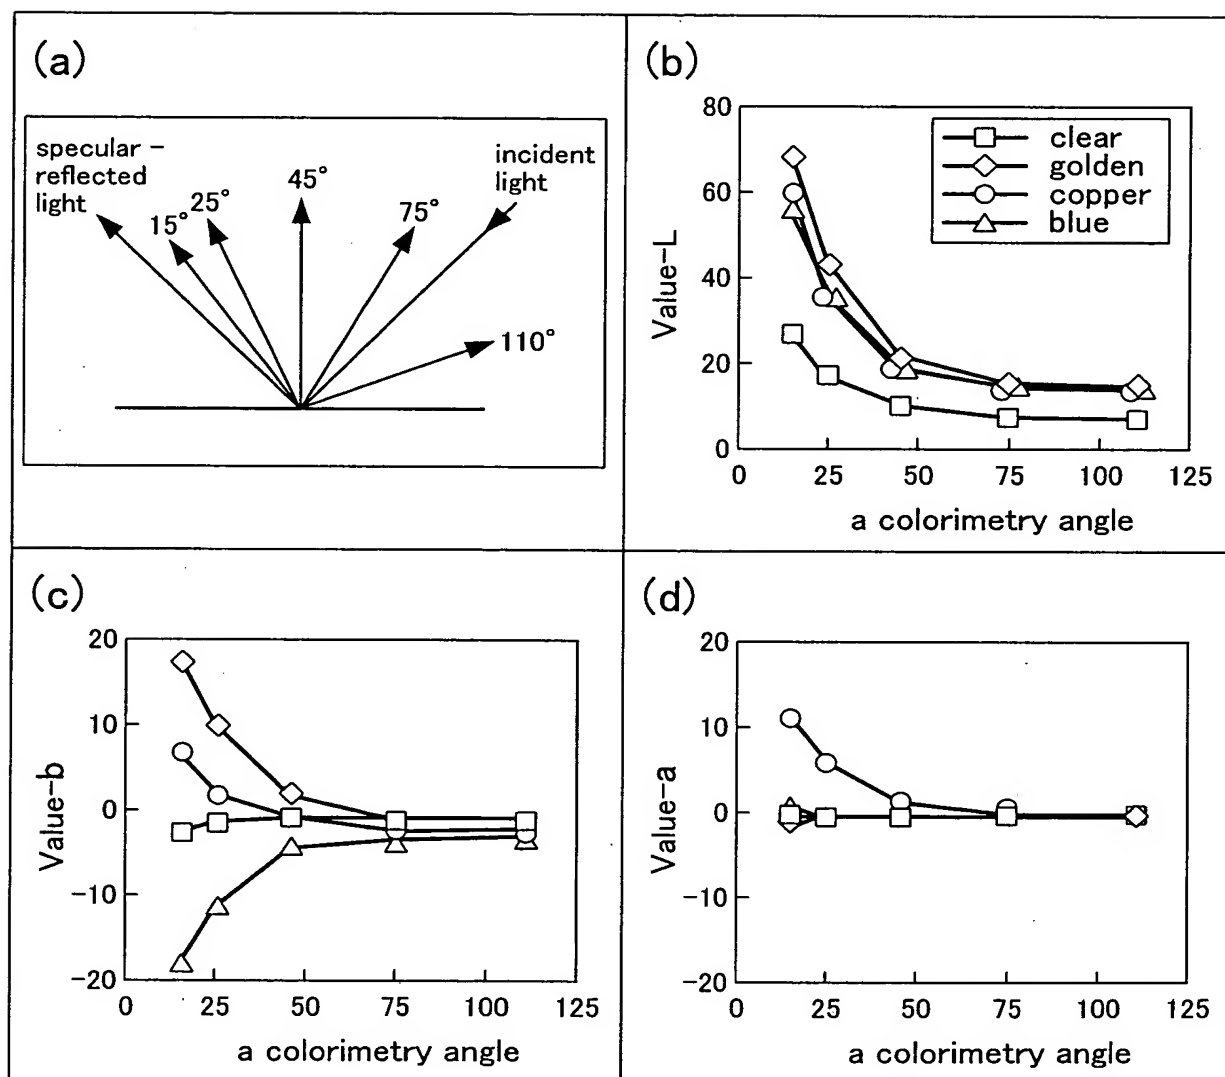 (a)
specular-
reflected
light
15°
25°
45°
75°
incident
light
110°
(b)
Value-L
80
60
40
20
0
0 25 50 75 100 125
a colorimetry angle
clear
golden
copper
blue
(c)
Value-b
20
10
0
-10
-20
0 25 50 75 100 125
a colorimetry angle
(d)
Value-a
20
10
0
-10
-20
0 25 50 75 100 125
a colorimetry angle